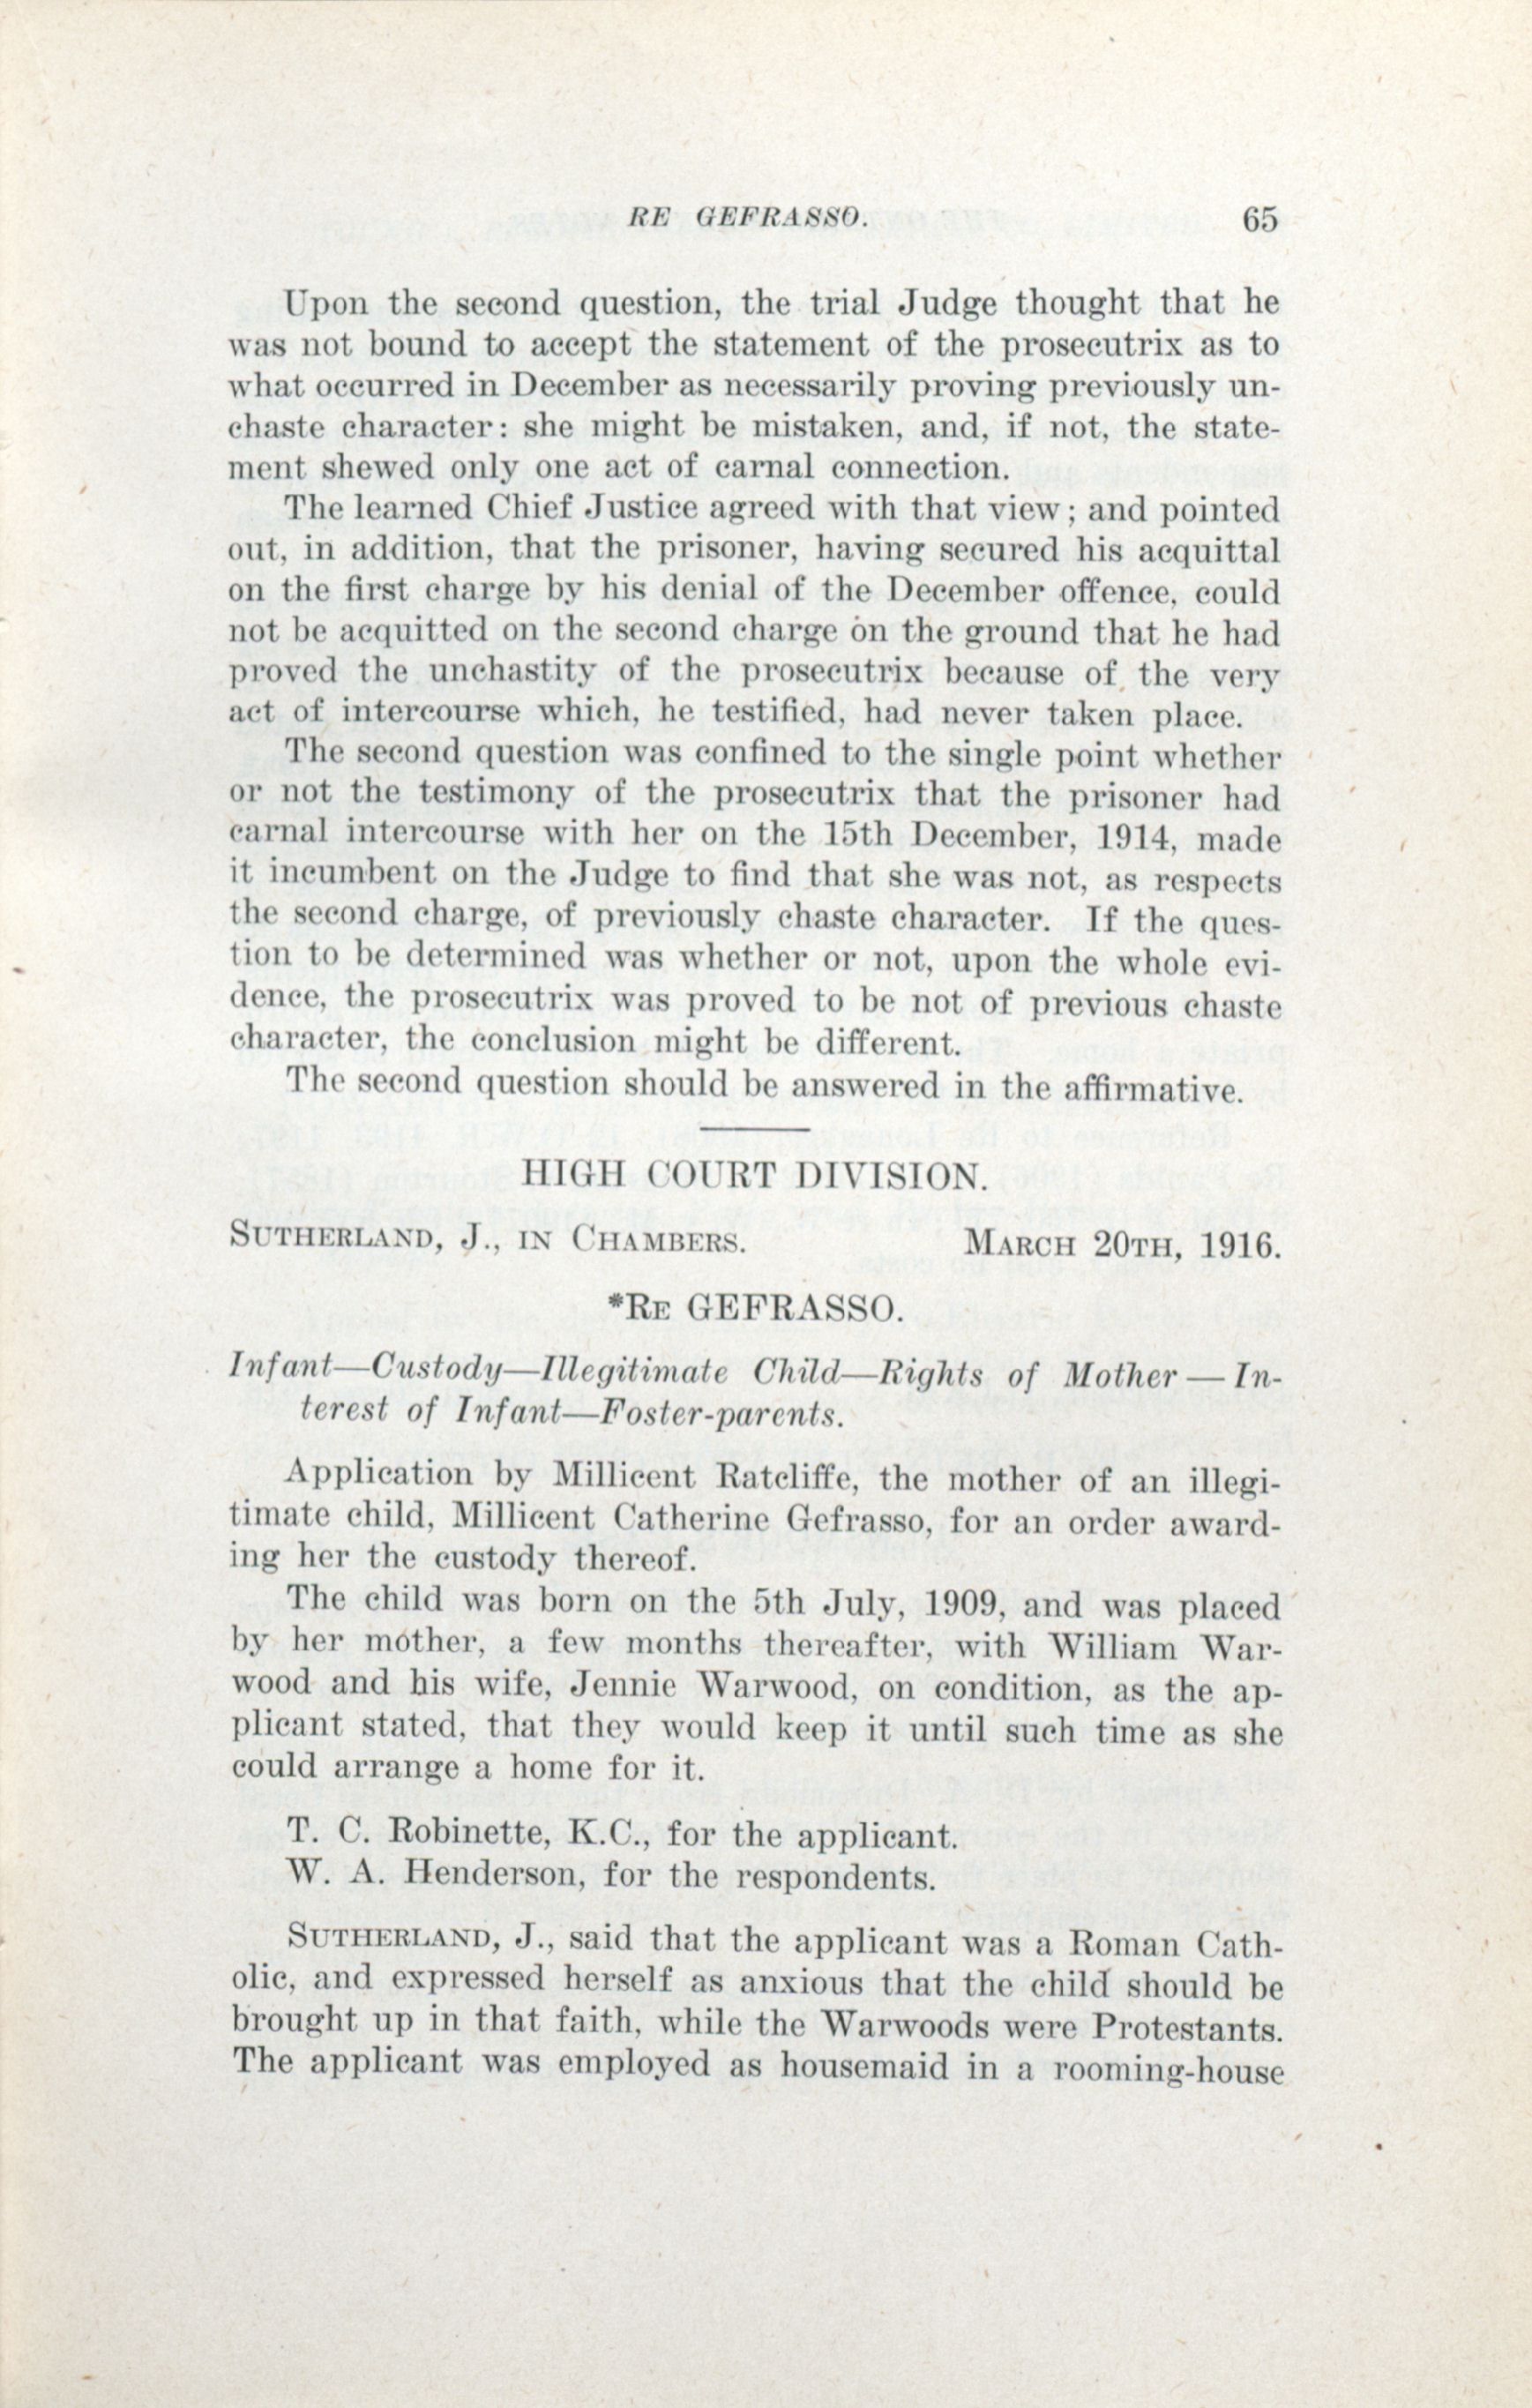 RE GEFRASSO. 65
Upon the second question, the trial Judge thought that he
was not bound to accept the statement of the prosecutrix as to
what occurred in December as necessarily proving previously un-
chaste character: she might be mistaken, and, if not, the state-
ment shewed only one act of carnal connection.
The learned Chief Justice agreed with that view; and pointed
out, in addition, that the prisoner, having secured his acquittal
on the first charge by his denial of the December offence, could
not be acquitted on the second charge on the ground that he had
proved the unchastity of the prosecutrix because of the very
act of intercourse which, he testified, had never taken place.
The second question was confined to the single point whether
or not the testimony of the prosecutrix that the prisoner had
carnal intercourse with her on the 15th December, 1914, made
it incumbent on the Judge to find that she was not, as respects
the second charge, of previously chaste character. If the ques-
tion to be determined was whether or not, upon the whole evi-
dence, the prosecutrix was proved to be not of previous chaste
character, the conclusion might be different.
The second question should be answered in the affirmative.
HIGH COURT DIVISION.
SUTHERLAND, J., IN CHAMBERS. MARCH 20TH, 1916.
*RE GEFRASSO.
Infant—Custody—Illegitimate Child—Rights of Mother — In-
terest of Infant—Foster-parents.
Application by Millicent Ratcliffe, the mother of an illegi-
timate child, Millicent Catherine Gefrasso, for an order award-
ing her the custody thereof.
The child was born on the 5th July, 1909, and was placed
by her mother, a few months thereafter, with William War-
wood and his wife, Jennie Warwood, on condition, as the ap-
plicant stated, that they would keep it until such time as she
could arrange a home for it.
T. C. Robinette, K.C., for the applicant.
W. A. Henderson, for the respondents.
SUTHERLAND, J., said that the applicant was a Roman Cath-
olic, and expressed herself as anxious that the child should be
brought up in that faith, while the Warwoods were Protestants.
The applicant was employed as housemaid in a rooming-house